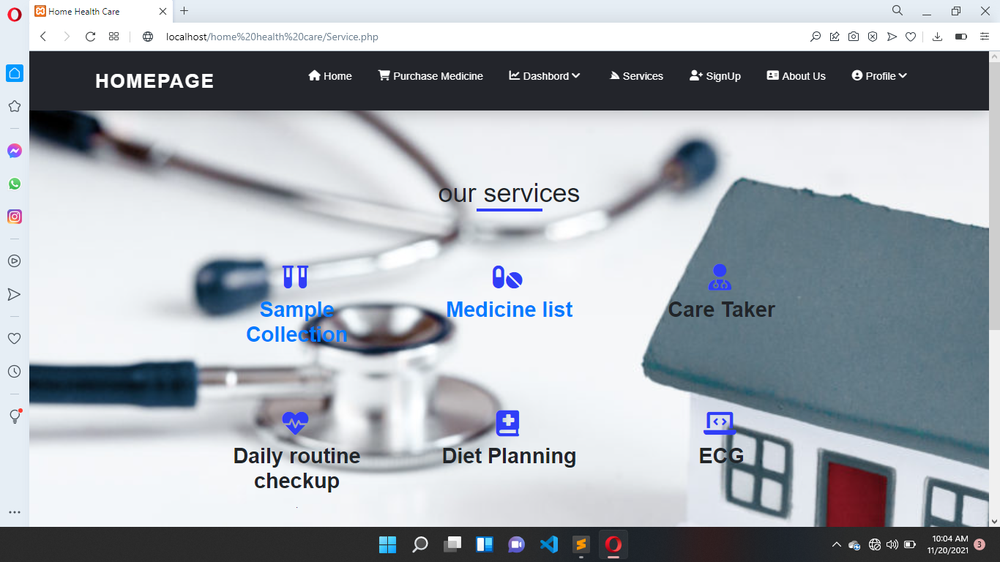 Home Health Care
localhost/home%20health%20care/Service.php
HOMEPAGE
Home
Purchase Medicine
Dashbord
Services
SignUp
About Us
Profile
our services
Sample
Collection
Medicine list
Care Taker
Daily routine
checkup
.
Diet Planning
ECG
10:04 AM
11/20/2021
3